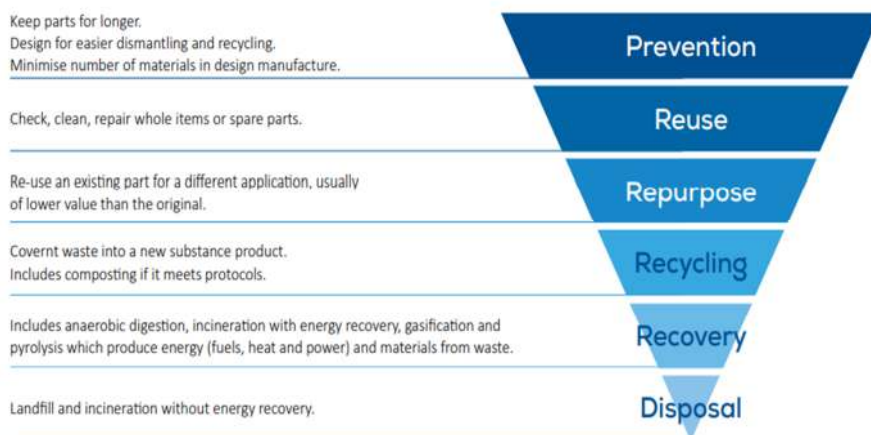 Keep parts for longer.
Design for easier dismantling and recycling.
Minimise number of materials in design manufacture.
Prevention
Check, clean, repair whole items or spare parts.
Reuse
Re-use an existing part for a different application, usually
of lower value than the original.
Repurpose
Covernt waste into a new substance product.
Includes composting if it meets protocols.
Recycling
Includes anaerobic digestion, incineration with energy recovery, gasification and
pyrolysis which produce energy (fuels, heat and power) and materials from waste.
Recovery
Landfill and incineration without energy recovery.
Disposal